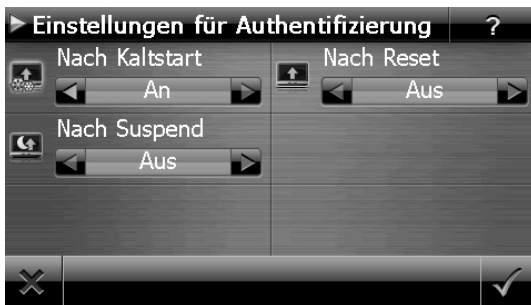 Einstellungen für Authentifizierung ?
Nach Kaltstart
An
Nach Reset
Aus
Nach Suspend
Aus